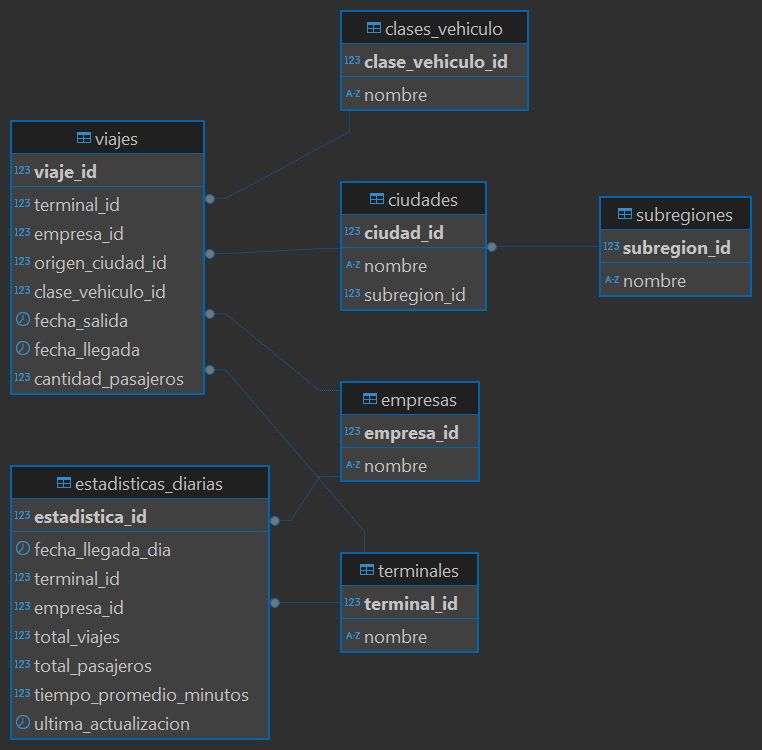 clases_vehiculo
123 clase_vehiculo_id
A-Z nombre
viajes
123 viaje_id
123 terminal_id
123 empresa_id
123 origen_ciudad_id
123 clase_vehiculo_id
fecha_salida
fecha_llegada
123 cantidad_pasajeros
ciudades
123 ciudad_id
A-Z nombre
123 subregion_id
subregiones
123 subregion_id
A-Z nombre
empresas
123 empresa_id
A-Z nombre
estadisticas_diarias
123 estadistica_id
fecha_llegada_dia
123 terminal_id
123 empresa_id
123 total_viajes
123 total_pasajeros
123 tiempo_promedio_minutos
ultima_actualizacion
terminales
123 terminal_id
A-Z nombre